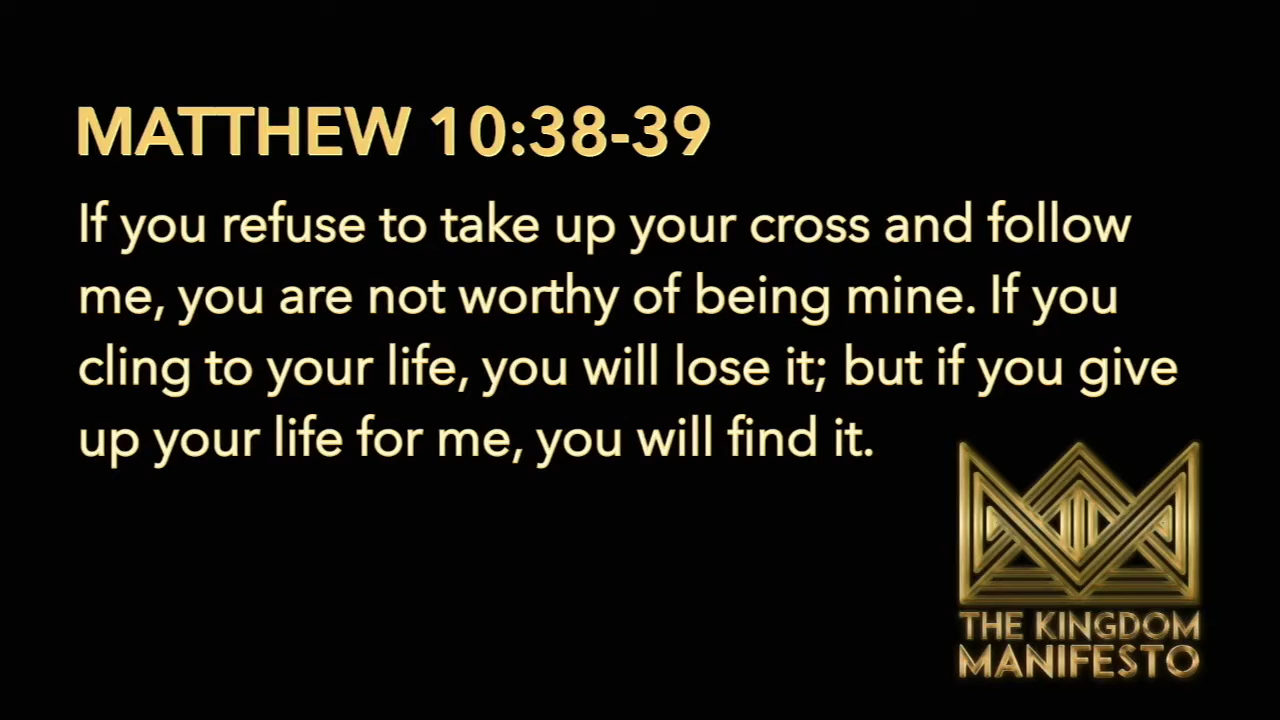 MATTHEW 10:38-39
If you refuse to take up your cross and follow
me, you are not worthy of being mine. If you
cling to your life, you will lose it; but if you give
up your life for me, you will find it.
THE KINGDOM
MANIFESTO